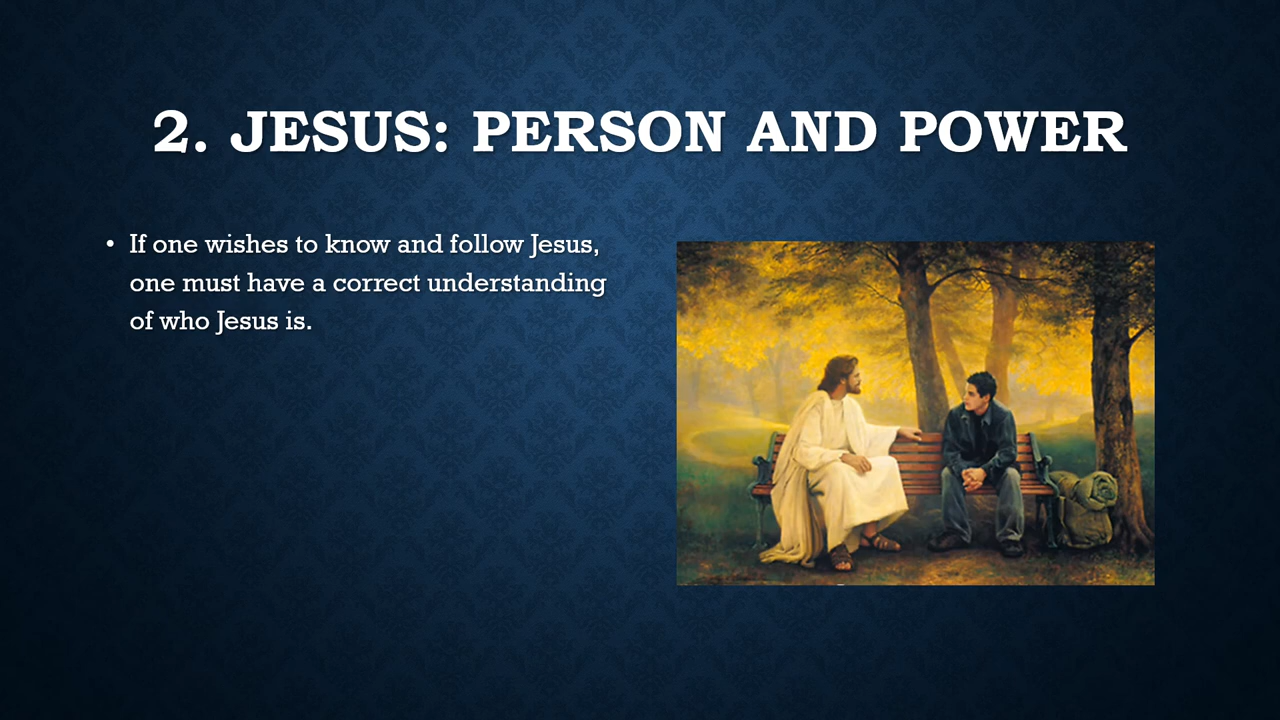 2. JESUS: PERSON AND POWER
• If one wishes to know and follow Jesus,
one must have a correct understanding
of who Jesus is.